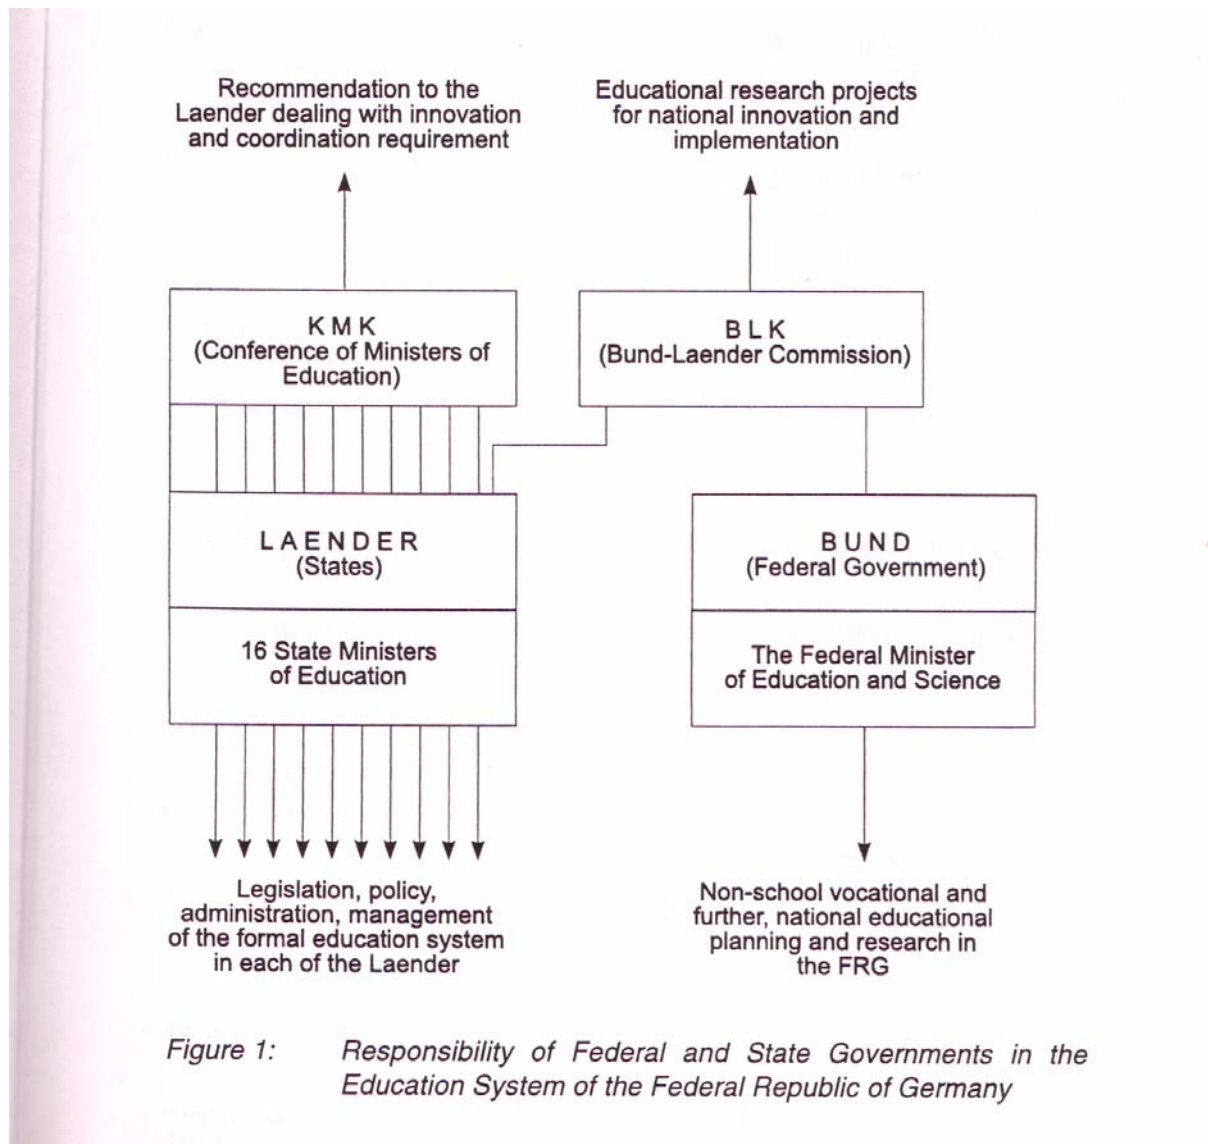 Recommendation to the
Laender dealing with innovation
and coordination requirement
Educational research projects
for national innovation and
implementation
K M K
(Conference of Ministers of
Education)
B L K
(Bund-Laender Commission)
L A E N D E R
(States)
16 State Ministers
of Education
B U N D
(Federal Government)
The Federal Minister
of Education and Science
Legislation, policy,
administration, management
of the formal education system
in each of the Laender
Non-school vocational and
further, national educational
planning and research in
the FRG
Figure 1: Responsibility of Federal and State Governments in the
Education System of the Federal Republic of Germany